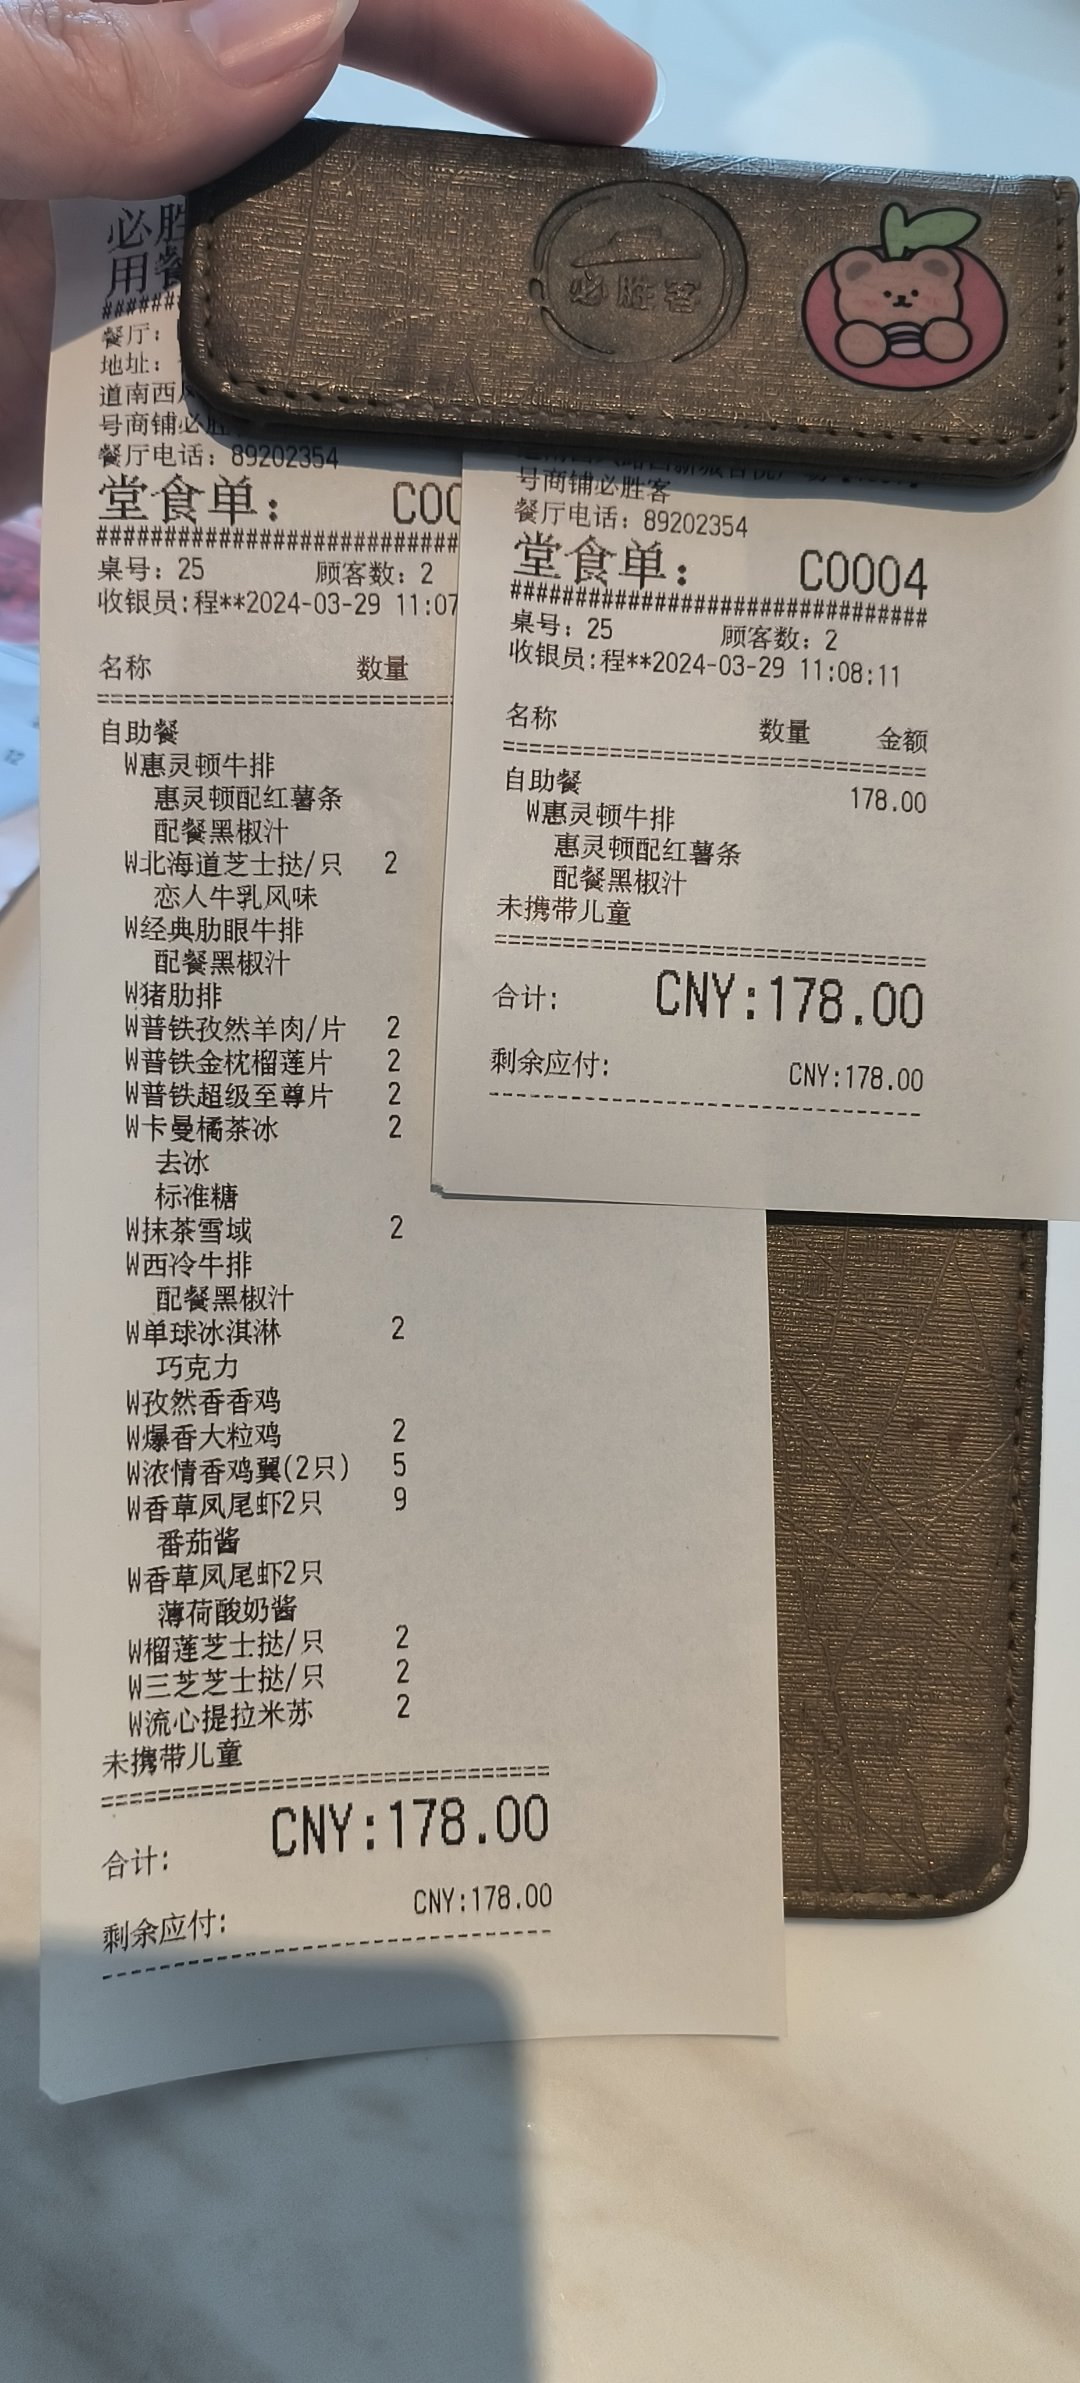 必胜客
必胜
用餐
######
餐厅：
地址：
道南西
号商铺必胜
餐厅电话：89202354
堂食单： C00
############################
桌号：25 顾客数：2
收银员:程**2024-03-29 11:07
名称 数量
自助餐
W惠灵顿牛排
惠灵顿配红薯条
配餐黑椒汁
W北海道芝士挞/只 2
恋人牛乳风味
W经典肋眼牛排
配餐黑椒汁
W猪肋排
W普铁孜然羊肉/片 2
W普铁金枕榴莲片 2
W普铁超级至尊片 2
W卡曼橘茶冰 2
去冰
标准糖
W抹茶雪域 2
W西冷牛排
配餐黑椒汁
W单球冰淇淋 2
巧克力
W孜然香香鸡
W爆香大粒鸡 2
W浓情香鸡翼(2只) 5
W香草凤尾虾2只 9
番茄酱
W香草凤尾虾2只
薄荷酸奶酱
W榴莲芝士挞/只 2
W三芝芝士挞/只 2
W流心提拉米苏 2
未携带儿童
合计: CNY:178.00
剩余应付: CNY:178.00
号商铺必胜客
餐厅电话：89202354
堂食单： C0004
################################
桌号：25 顾客数：2
收银员:程**2024-03-29 11:08:11
名称 数量 金额
自助餐 178.00
W惠灵顿牛排
惠灵顿配红薯条
配餐黑椒汁
未携带儿童
合计: CNY:178.00
剩余应付: CNY:178.00